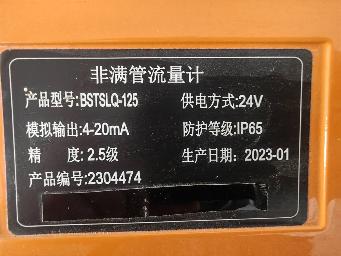 非满管流量计
产品型号:BSTSLQ-125 供电方式:24V
模拟输出:4-20mA 防护等级:IP65
精 度:2.5级 生产日期:2023-01
产品编号:2304474